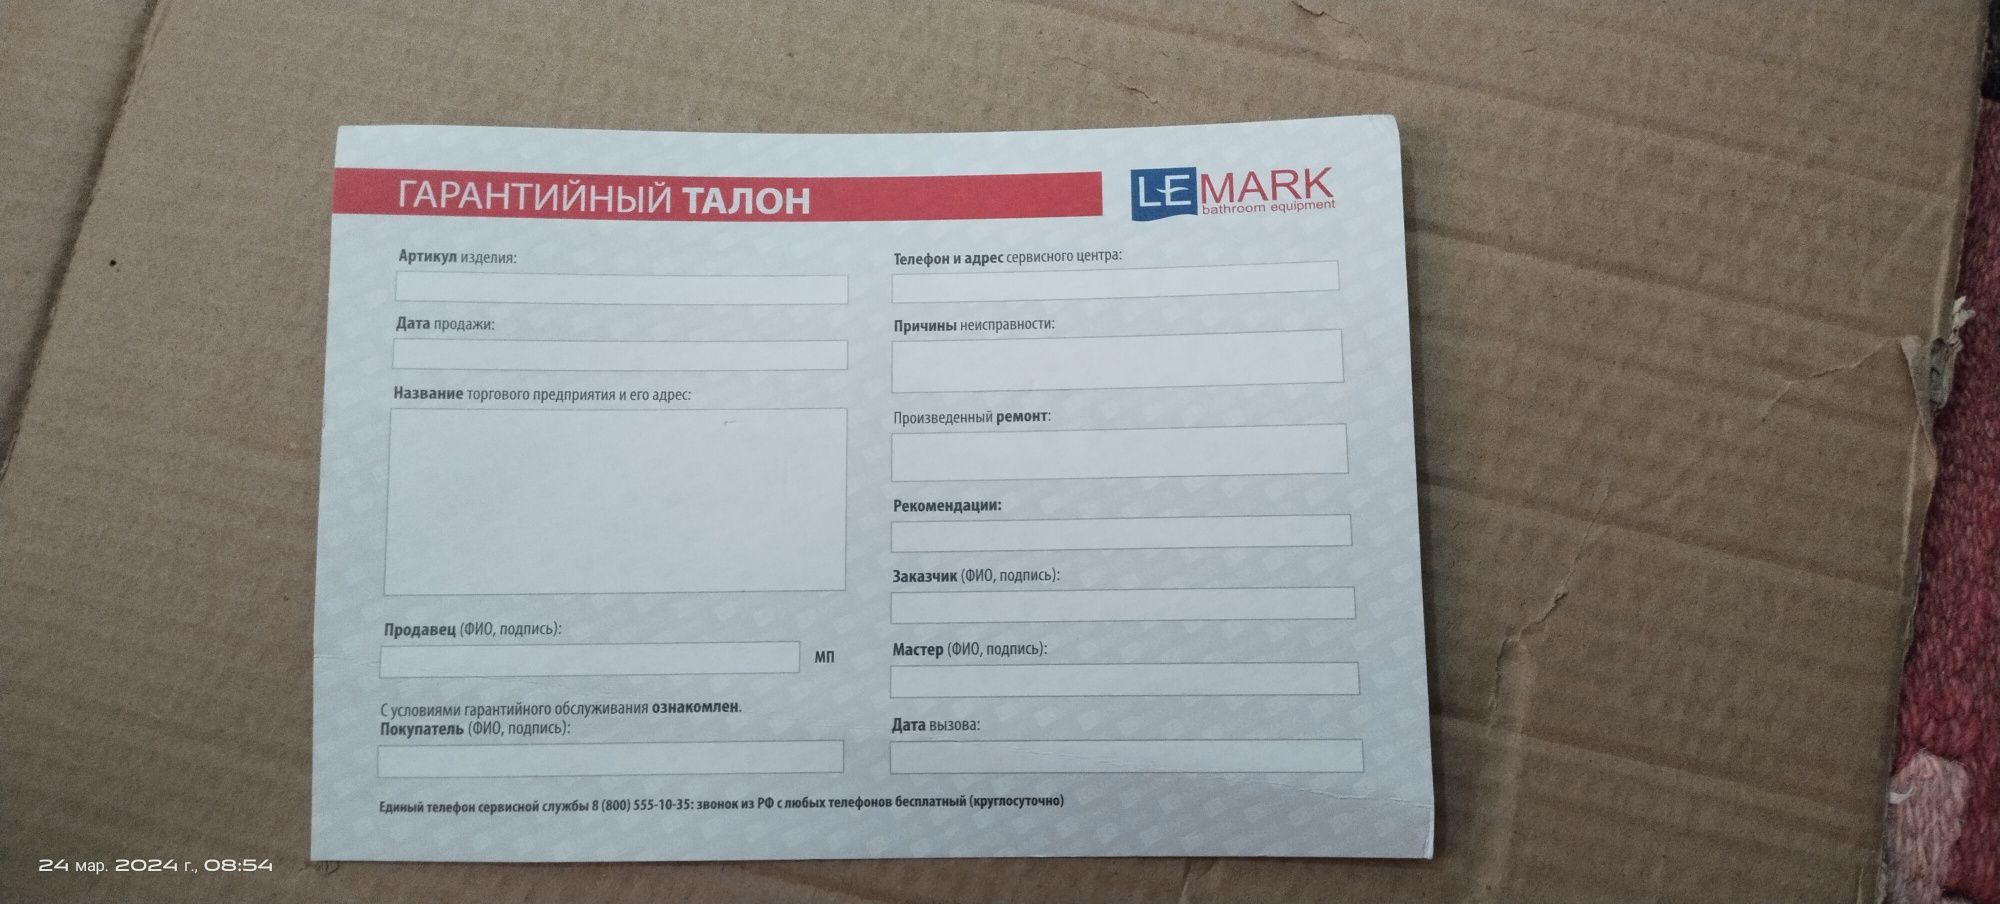 ГАРАНТИЙНЫЙ ТАЛОН
LEMARK
bathroom equipment
Артикул изделия:
Дата продажи:
Название торгового предприятия и его адрес:
Продавец (ФИО, подпись):
МП
С условиями гарантийного обслуживания ознакомлен.
Покупатель (ФИО, подпись):
Телефон и адрес сервисного центра:
Причины неисправности:
Произведенный ремонт:
Рекомендации:
Заказчик (ФИО, подпись):
Мастер (ФИО, подпись):
Дата вызова:
Единый телефон сервисной службы 8 (800) 555-10-35: звонок из РФ с любых телефонов бесплатный (круглосуточно)
24 мар. 2024 г., 08:54